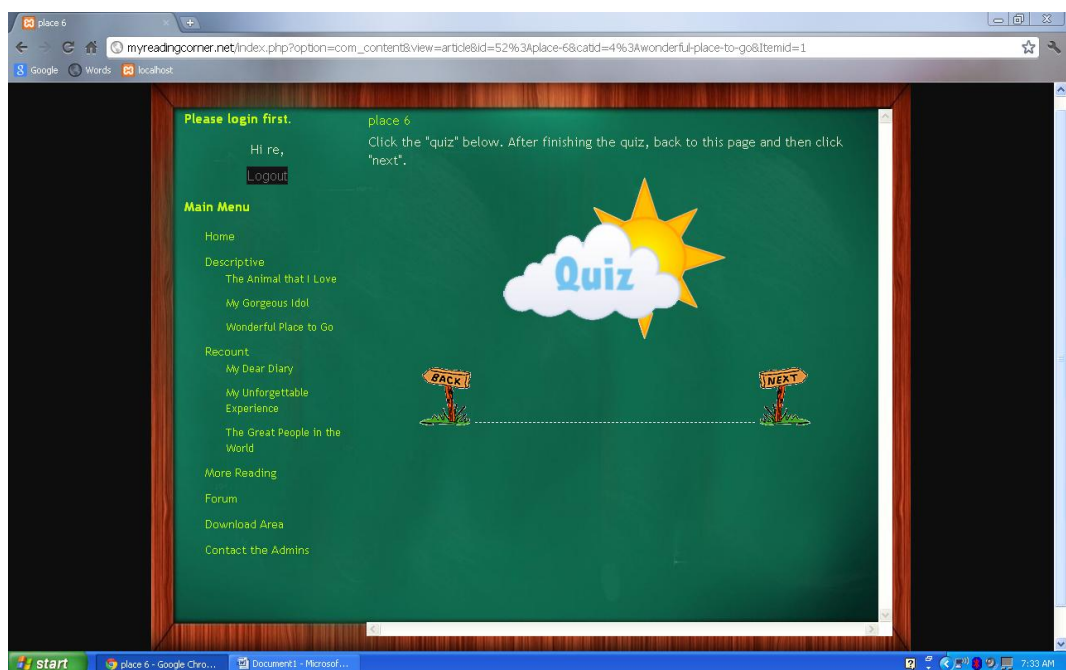 place 6
myreadingcorner.net/index.php?option=com_content&view=article&id=52%3Aplace-6&catid=4%3Awonderful-place-to-go&Itemid=1
Google Words localhost
Please login first.
Hi re,
Logout
Main Menu
Home
Descriptive
The Animal that I Love
My Gorgeous Idol
Wonderful Place to Go
Recount
My Dear Diary
My Unforgettable
Experience
The Great People in the
World
More Reading
Forum
Download Area
Contact the Admins
place 6
Click the "quiz" below. After finishing the quiz, back to this page and then click
"next".
Quiz
BACK
NEXT
start
place 6 - Google Chro...
Document1 - Microsof...
7:33 AM